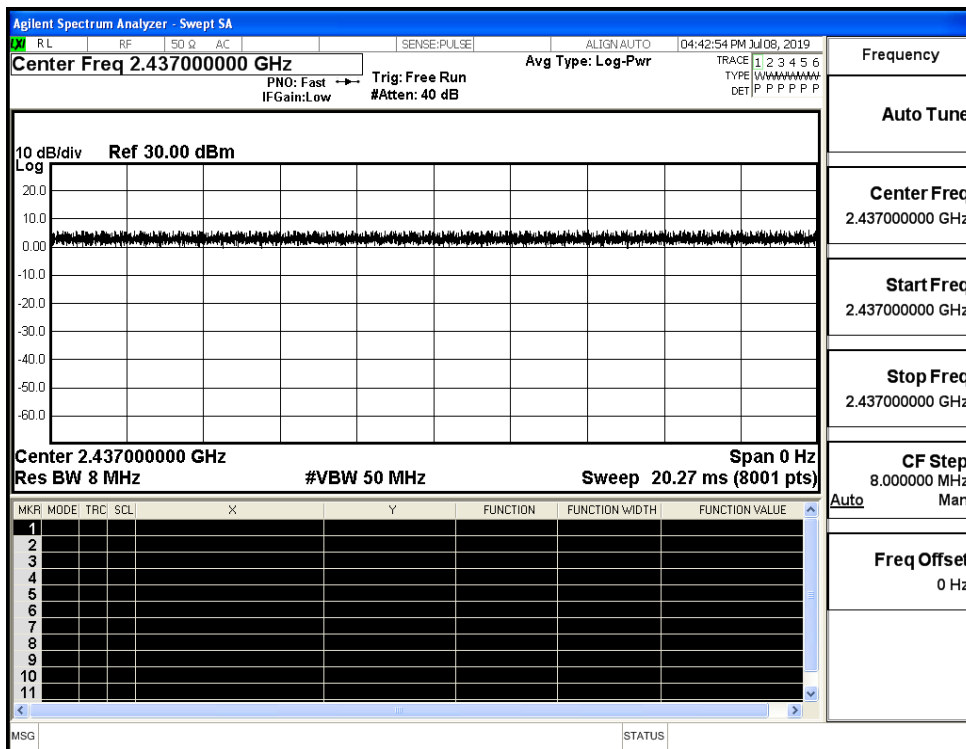 Agilent Spectrum Analyzer - Swept SA
LXI RL RF 50 Ω AC SENSE:PULSE ALIGN AUTO 04:42:54 PM Jul 08, 2019
Center Freq 2.437000000 GHz
Avg Type: Log-Pwr
TRACE 1 2 3 4 5 6
PNO: Fast Trig: Free Run
TYPE WWWWWW
IFGain:Low #Atten: 40 dB
DET P P P P P P
10 dB/div Ref 30.00 dBm
Log
20.0
10.0
0.00
-10.0
-20.0
-30.0
-40.0
-50.0
-60.0
Center 2.437000000 GHz Span 0 Hz
Res BW 8 MHz #VBW 50 MHz Sweep 20.27 ms (8001 pts)
MKR MODE TRC SCL X Y FUNCTION FUNCTION WIDTH FUNCTION VALUE
1
2
3
4
5
6
7
8
9
10
11
MSG STATUS
Frequency
Auto Tune
Center Freq
2.437000000 GHz
Start Freq
2.437000000 GHz
Stop Freq
2.437000000 GHz
CF Step
8.000000 MHz
Auto Man
Freq Offset
0 Hz